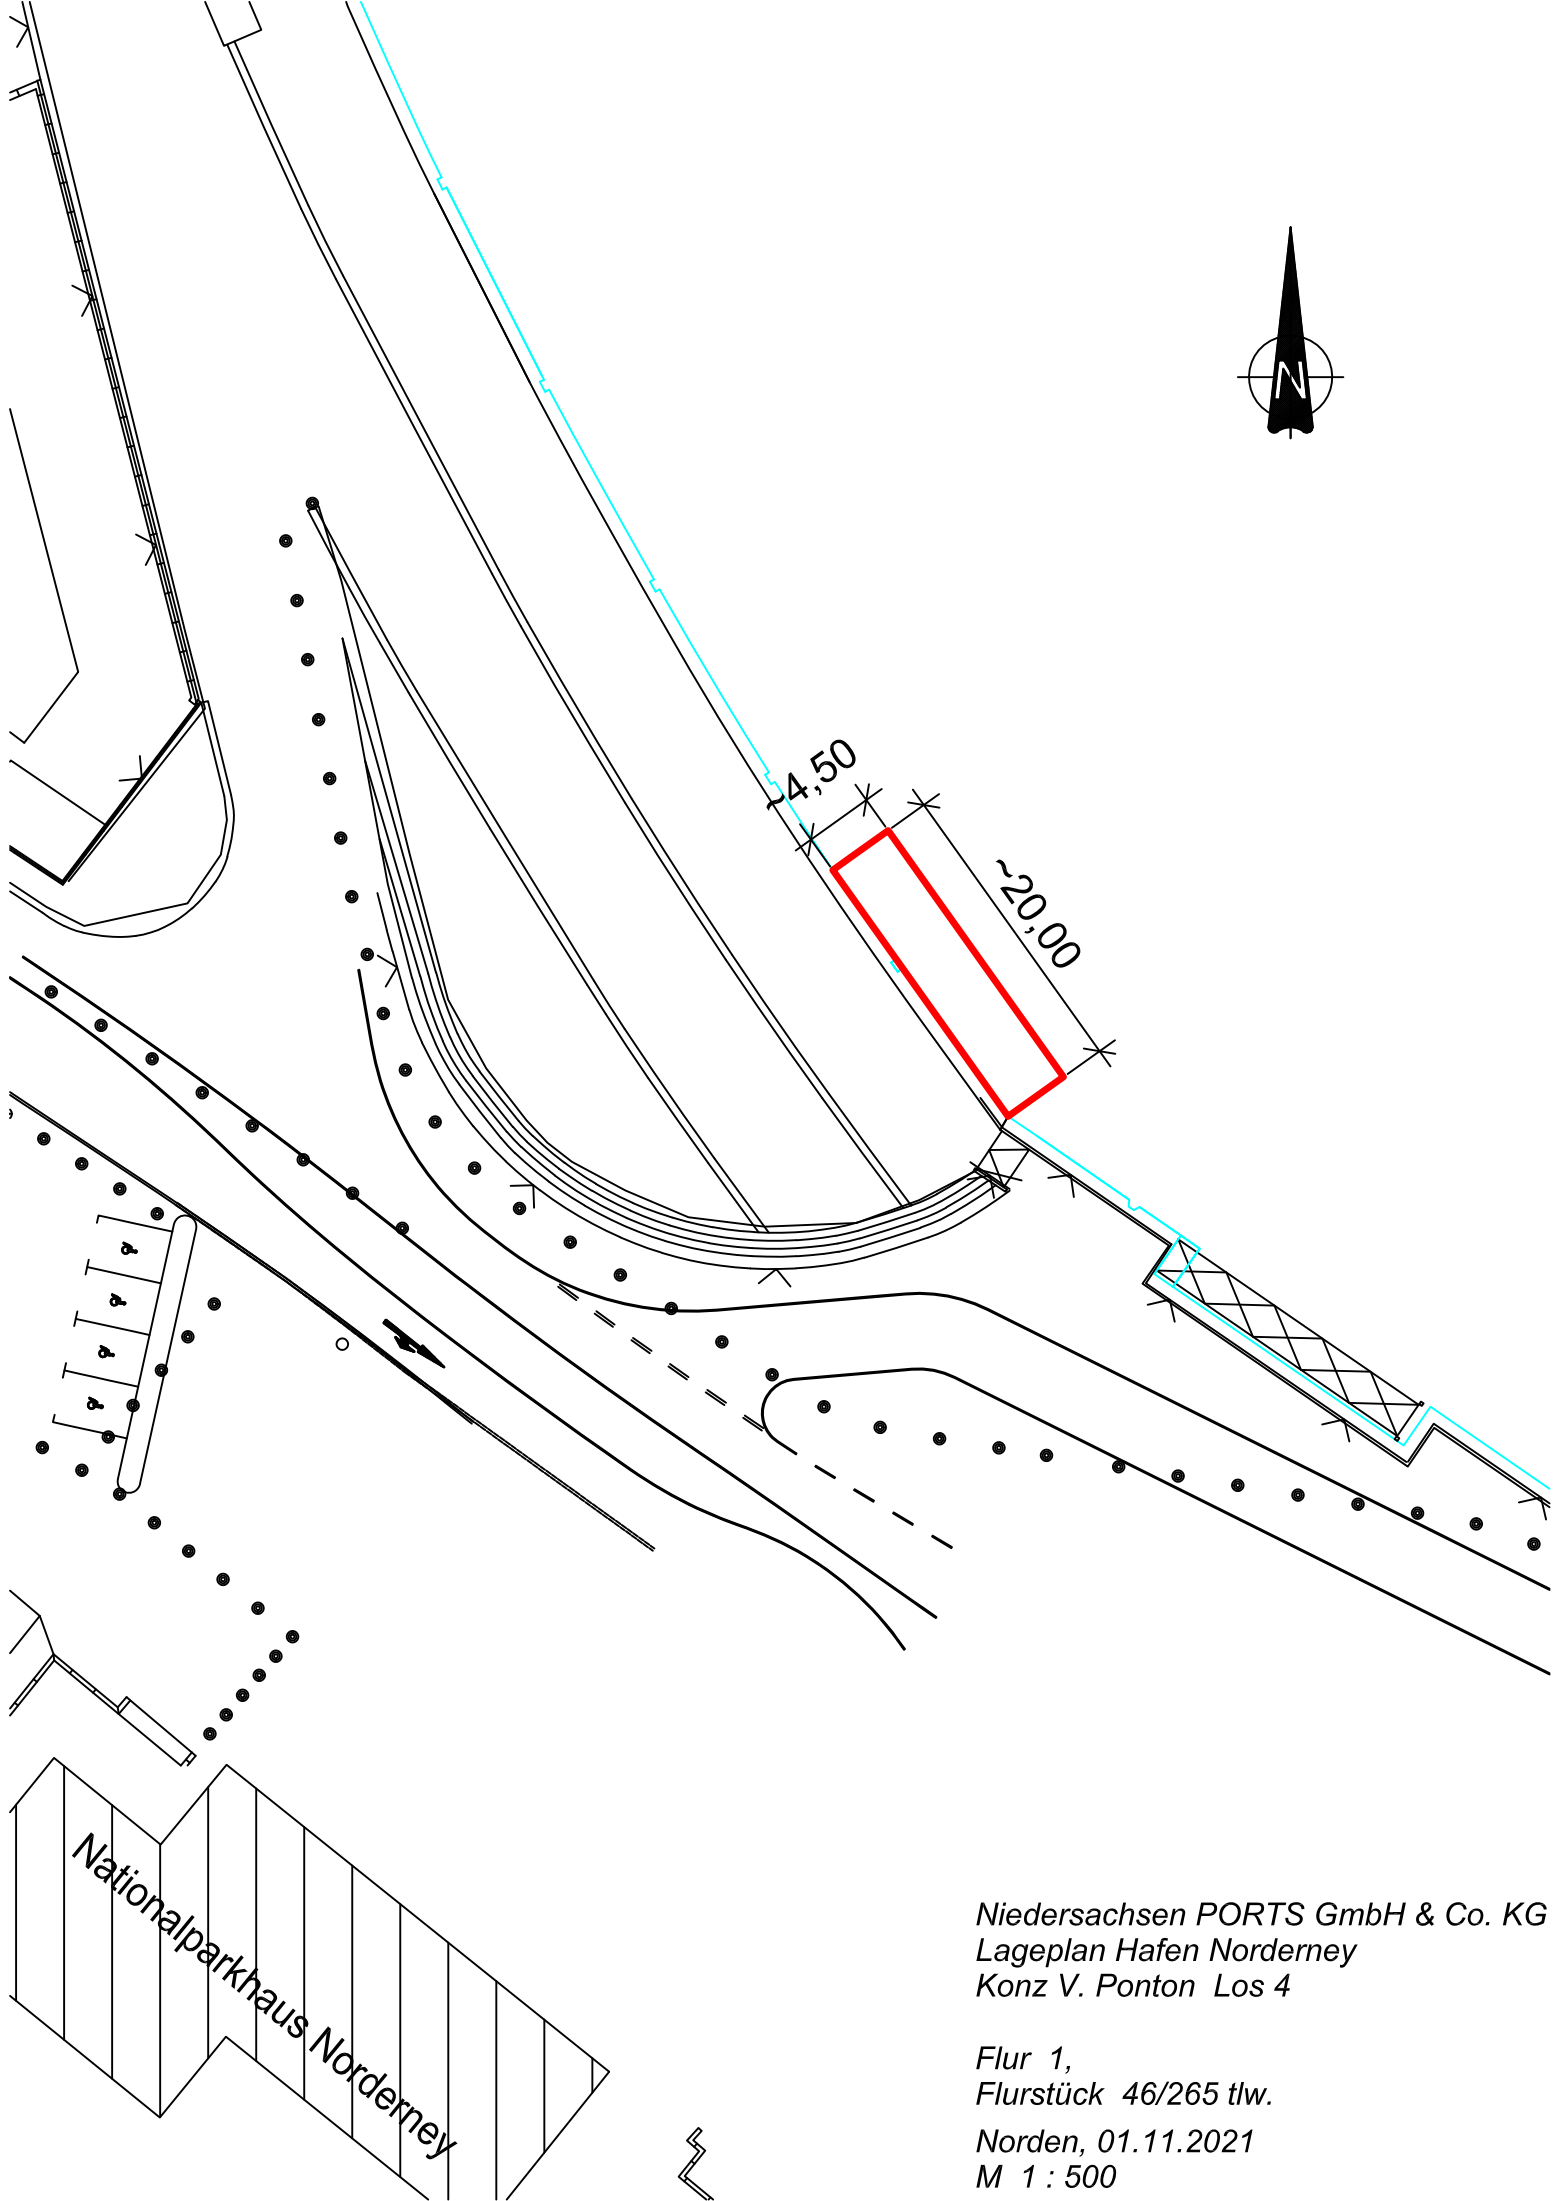 N
~4,50
~20,00
Nationalparkhaus Norderney
Niedersachsen PORTS GmbH & Co. KG
Lageplan Hafen Norderney
Konz V. Ponton Los 4
Flur 1,
Flurstück 46/265 tlw.
Norden, 01.11.2021
M 1 : 500